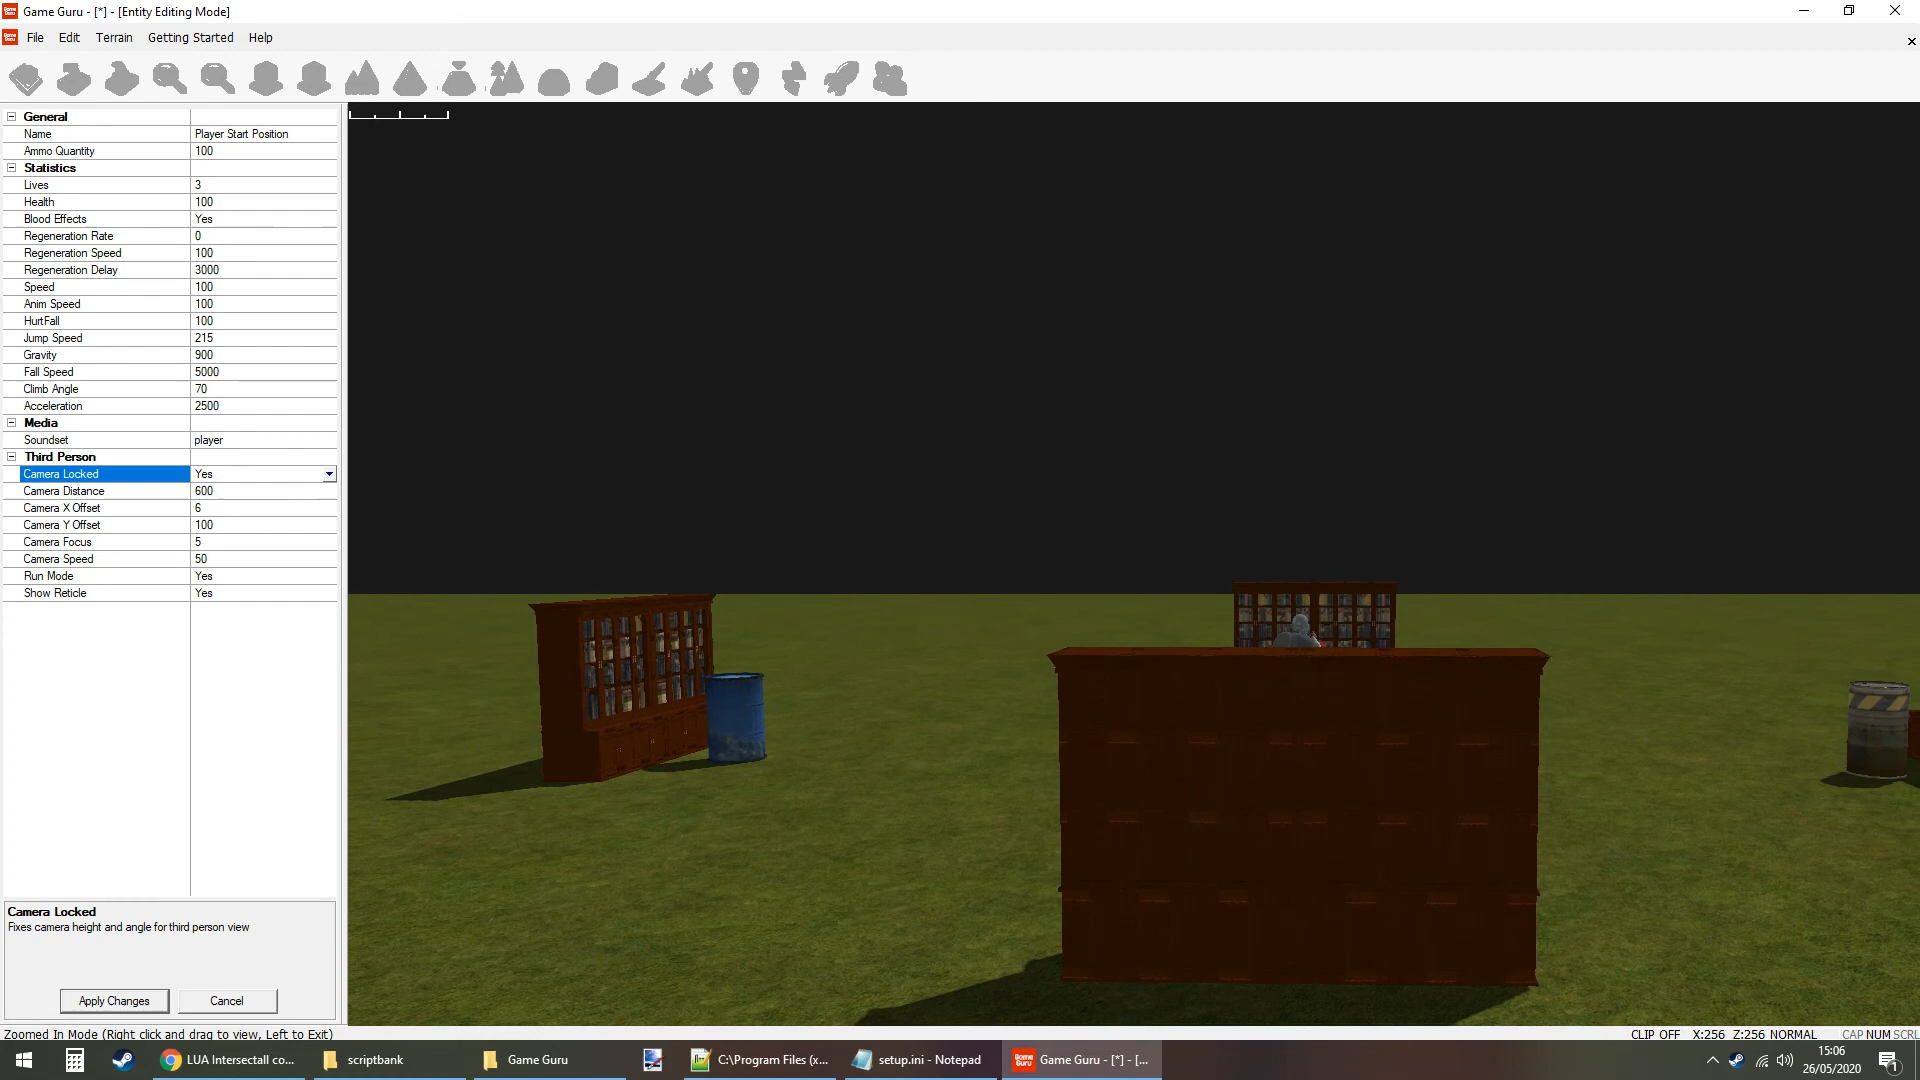 Game Guru - [*] - [Entity Editing Mode]
File Edit Terrain Getting Started Help
General
Name Player Start Position
Ammo Quantity 100
Statistics
Lives 3
Health 100
Blood Effects Yes
Regeneration Rate 0
Regeneration Speed 100
Regeneration Delay 3000
Speed 100
Anim Speed 100
HurtFall 100
Jump Speed 215
Gravity 900
Fall Speed 5000
Climb Angle 70
Acceleration 2500
Media
Soundset player
Third Person
Camera Locked Yes
Camera Distance 600
Camera X Offset 6
Camera Y Offset 100
Camera Focus 5
Camera Speed 50
Run Mode Yes
Show Reticle Yes
Camera Locked
Fixes camera height and angle for third person view
Apply Changes Cancel
Zoomed In Mode (Right click and drag to view, Left to Exit) CLIP OFF X:256 Z:256 NORMAL CAP NUM SCRL
LUA Intersectall co... scriptbank Game Guru C:\Program Files (x... setup.ini - Notepad Game Guru - [*] - [... 15:06
26/05/2020 1